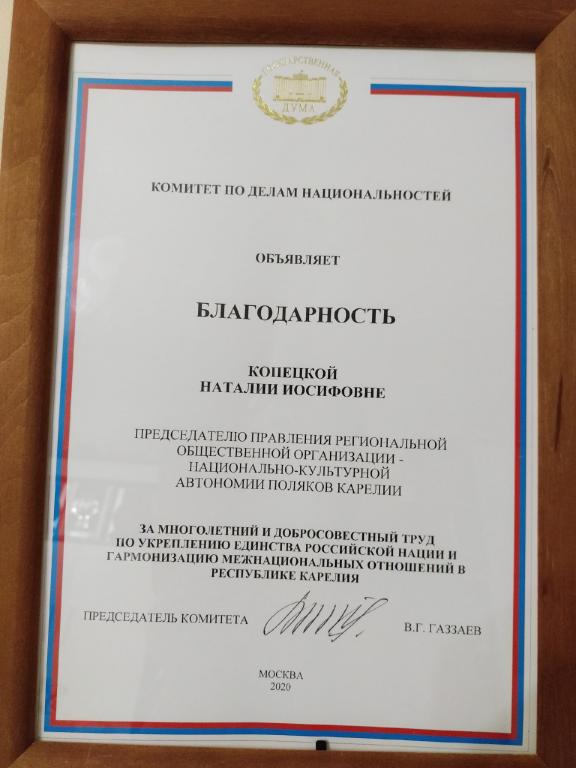 ГОСУДАРСТВЕННАЯ
ДУМА
КОМИТЕТ ПО ДЕЛАМ НАЦИОНАЛЬНОСТЕЙ
ОБЪЯВЛЯЕТ
БЛАГОДАРНОСТЬ
КОПЕЦКОЙ
НАТАЛИИ ИОСИФОВНЕ
ПРЕДСЕДАТЕЛЮ ПРАВЛЕНИЯ РЕГИОНАЛЬНОЙ
ОБЩЕСТВЕННОЙ ОРГАНИЗАЦИИ -
НАЦИОНАЛЬНО-КУЛЬТУРНОЙ
АВТОНОМИИ ПОЛЯКОВ КАРЕЛИИ
ЗА МНОГОЛЕТНИЙ И ДОБРОСОВЕСТНЫЙ ТРУД
ПО УКРЕПЛЕНИЮ ЕДИНСТВА РОССИЙСКОЙ НАЦИИ И
ГАРМОНИЗАЦИЮ МЕЖНАЦИОНАЛЬНЫХ ОТНОШЕНИЙ В
РЕСПУБЛИКЕ КАРЕЛИЯ
ПРЕДСЕДАТЕЛЬ КОМИТЕТА В.Г. ГАЗЗАЕВ
МОСКВА
2020